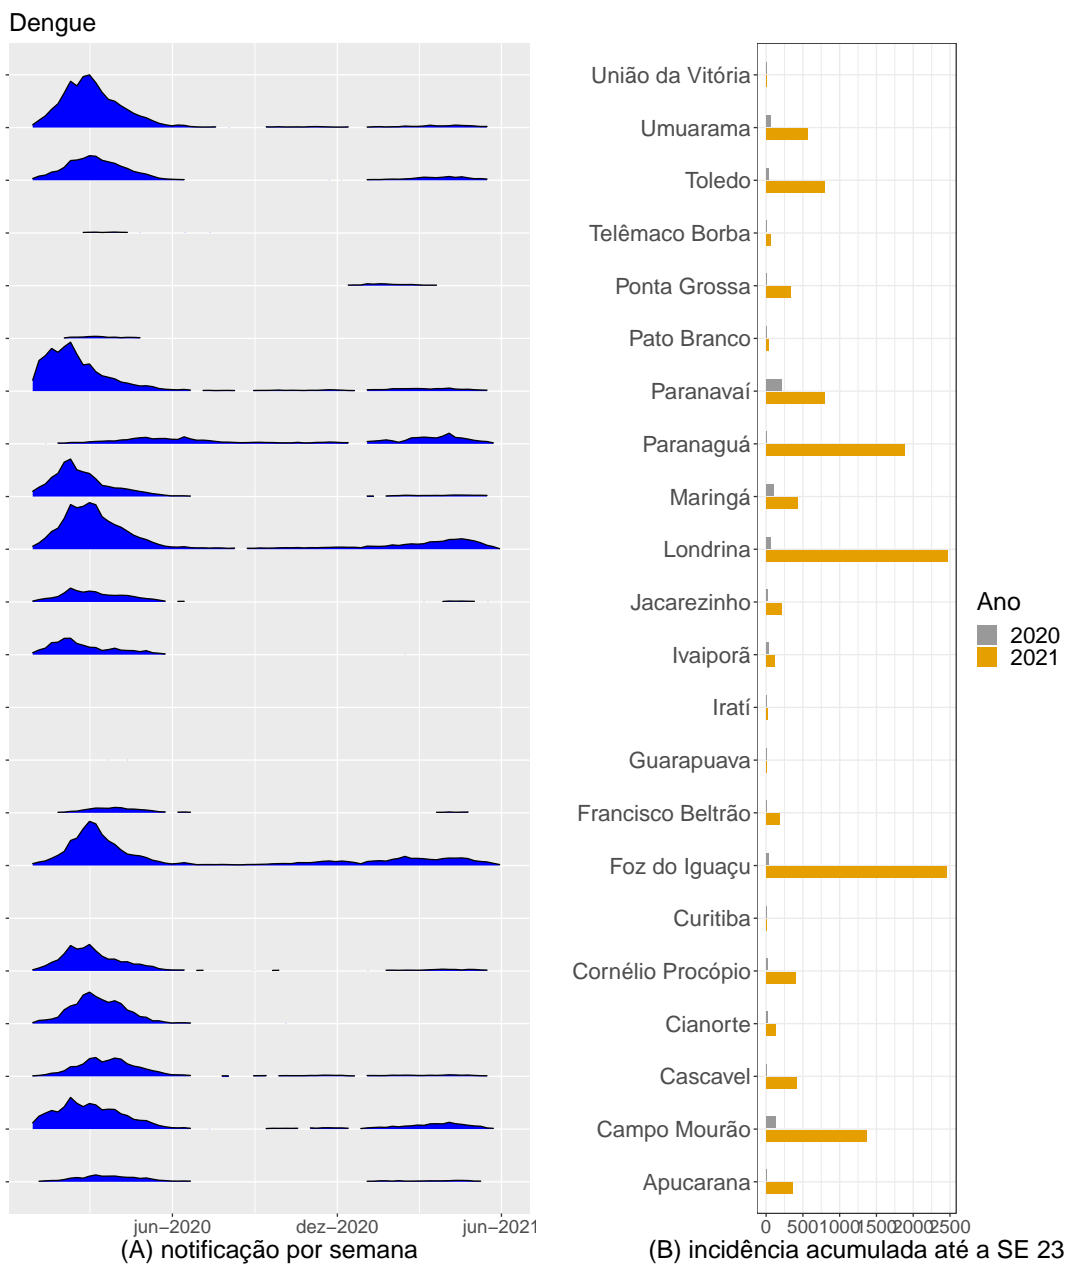 Dengue
União da Vitória
Umuarama
Toledo
Telêmaco Borba
Ponta Grossa
Pato Branco
Paranavaí
Paranaguá
Maringá
Londrina
Jacarezinho
Ivaiporã
Iratí
Guarapuava
Francisco Beltrão
Foz do Iguaçu
Curitiba
Cornélio Procópio
Cianorte
Cascavel
Campo Mourão
Apucarana
Ano
2020
2021
jun−2020 dez−2020 jun−2021
0 500 1000 1500 2000 2500
(A) notificação por semana
(B) incidência acumulada até a SE 23